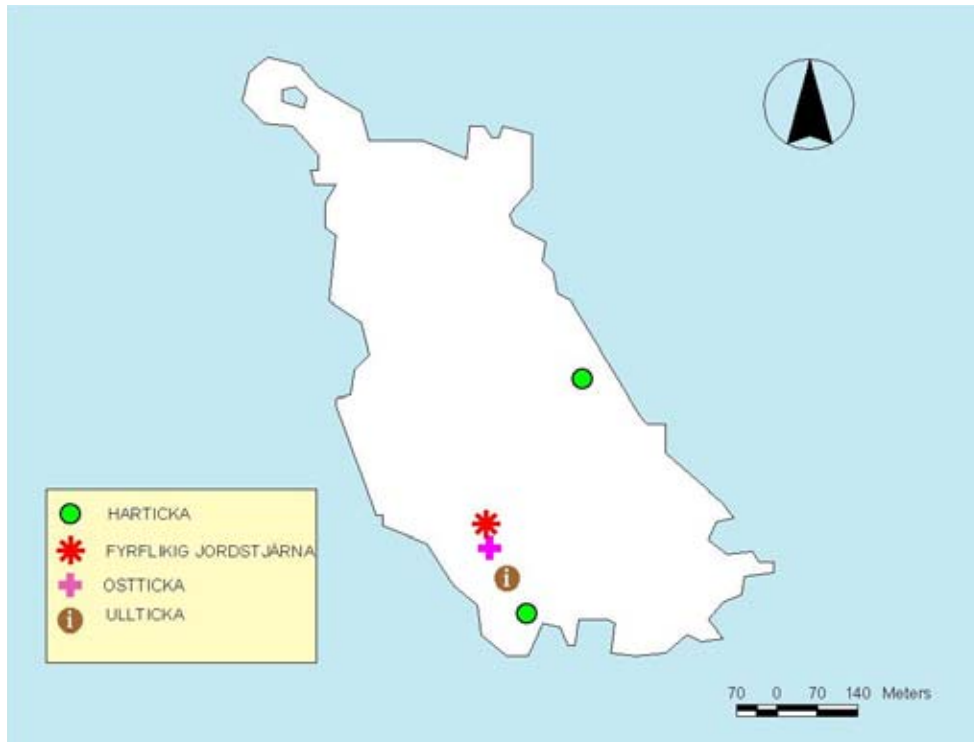 HARTICKA
FYRFLIKIG JORDSTJÄRNA
OSTTICKA
i ULLTICKA
i
70 0 70 140 Meters